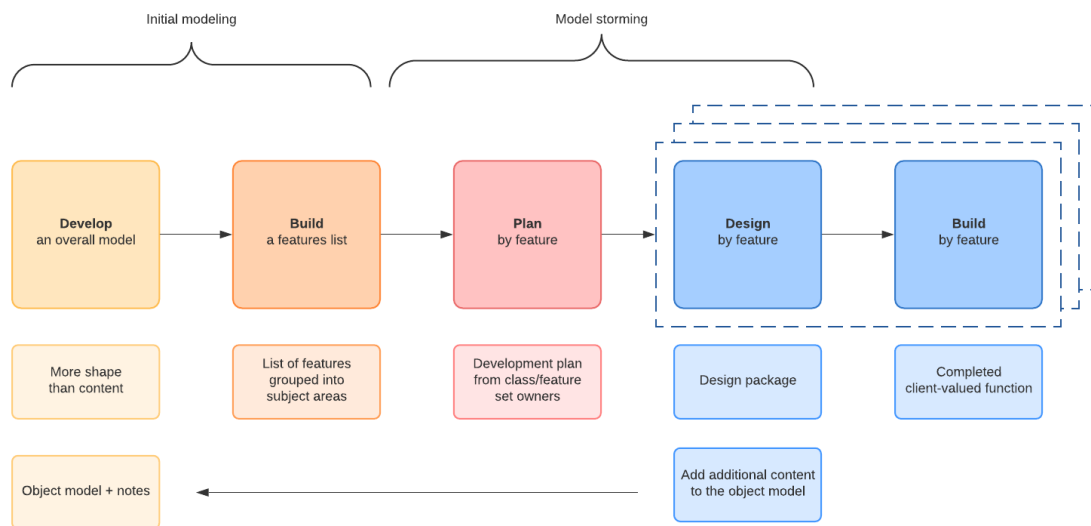 Initial modeling
Model storming
Develop
an overall model
Build
a features list
Plan
by feature
Design
by feature
Build
by feature
More shape
than content
List of features
grouped into
subject areas
Development plan
from class/feature
set owners
Design package
Completed
client-valued function
Object model + notes
Add additional content
to the object model